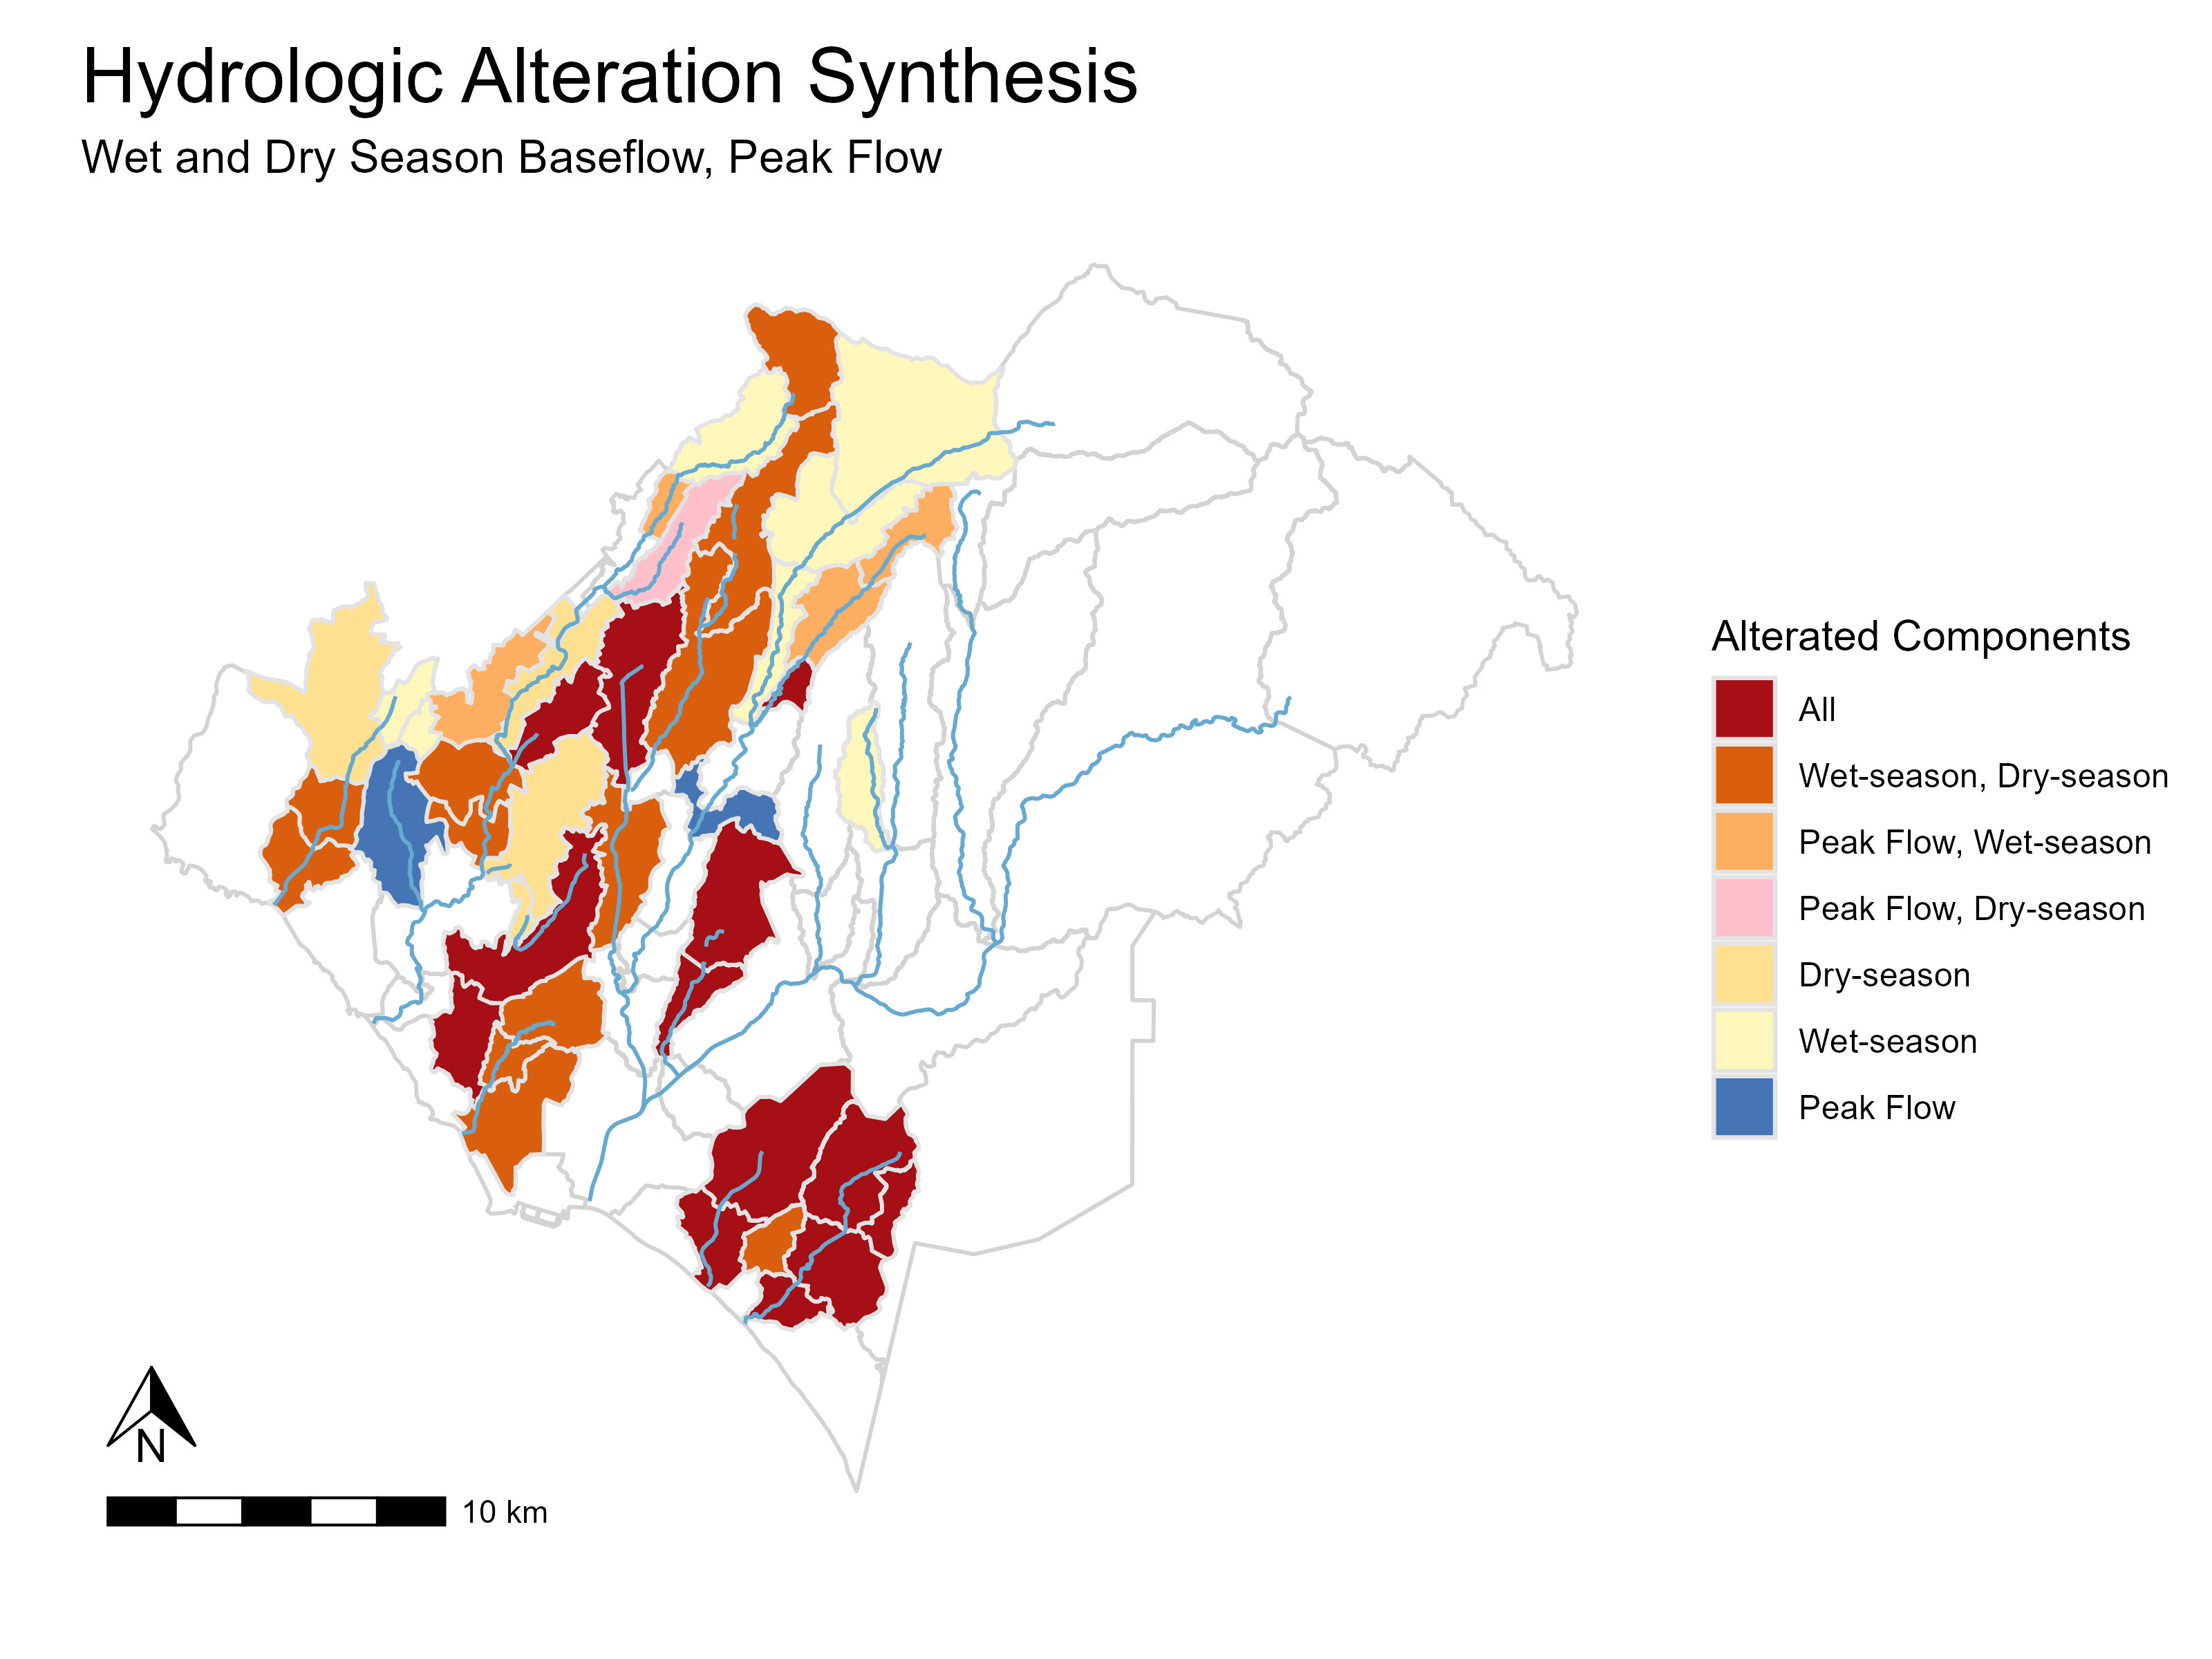 Hydrologic Alteration Synthesis
Wet and Dry Season Baseflow, Peak Flow
Alterated Components
All
Wet-season, Dry-season
Peak Flow, Wet-season
Peak Flow, Dry-season
Dry-season
Wet-season
Peak Flow
N
10 km